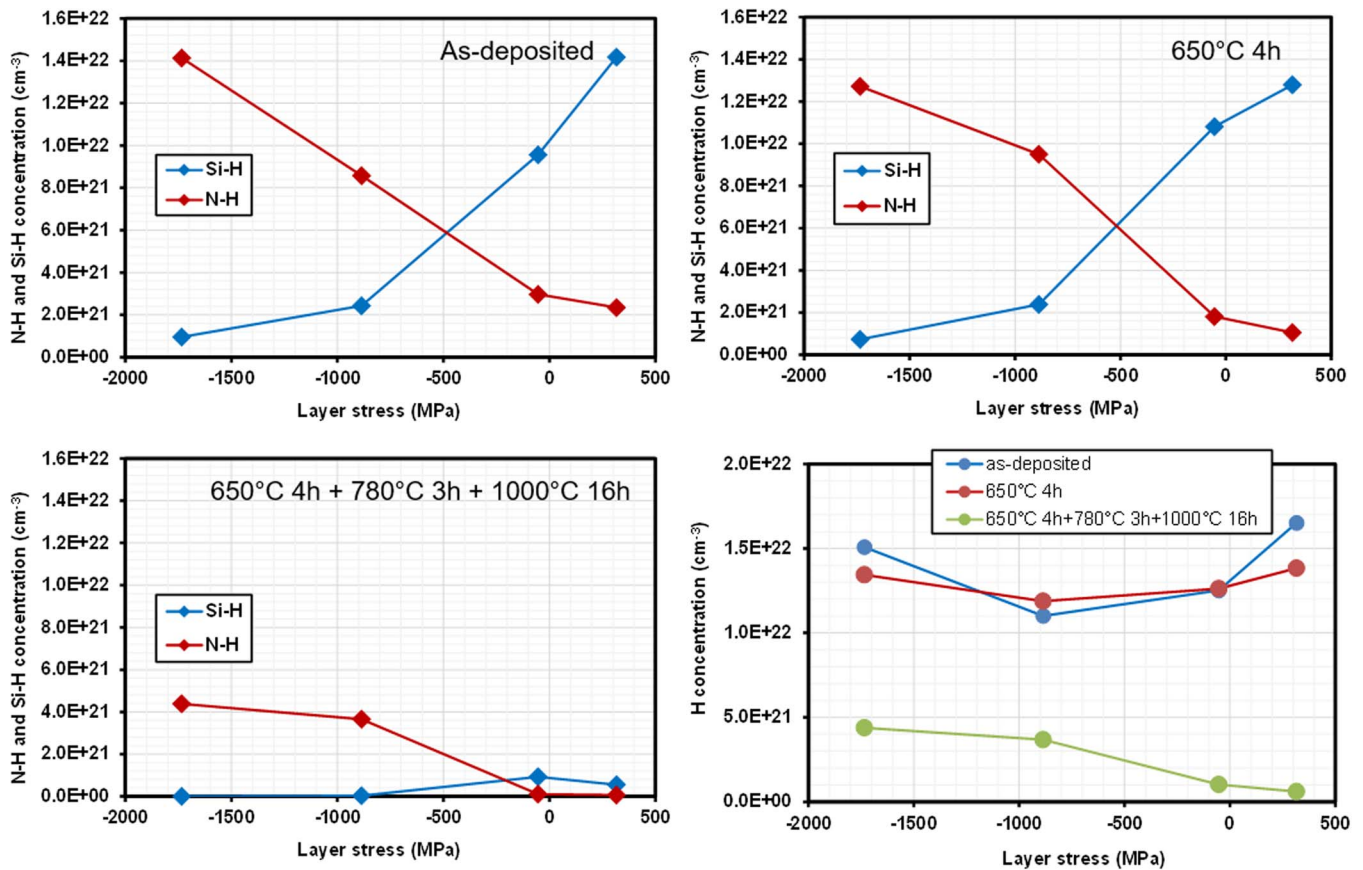 N-H and Si-H concentration (cm-3)
1.6E+22
1.4E+22
1.2E+22
1.0E+22
8.0E+21
6.0E+21
4.0E+21
2.0E+21
0.0E+00
As-deposited
Si-H
N-H
-2000
-1500
-1000
-500
0
500
Layer stress (MPa)
N-H and Si-H concentration (cm-3)
1.6E+22
1.4E+22
1.2E+22
1.0E+22
8.0E+21
6.0E+21
4.0E+21
2.0E+21
0.0E+00
650°C 4h
Si-H
N-H
-2000
-1500
-1000
-500
0
500
Layer stress (MPa)
N-H and Si-H concentration (cm-3)
1.6E+22
1.4E+22
1.2E+22
1.0E+22
8.0E+21
6.0E+21
4.0E+21
2.0E+21
0.0E+00
650°C 4h + 780°C 3h + 1000°C 16h
Si-H
N-H
-2000
-1500
-1000
-500
0
500
Layer stress (MPa)
H concentration (cm-3)
2.0E+22
1.5E+22
1.0E+22
5.0E+21
0.0E+00
as-deposited
650°C 4h
650°C 4h+780°C 3h+1000°C 16h
-2000
-1500
-1000
-500
0
500
Layer stress (MPa)